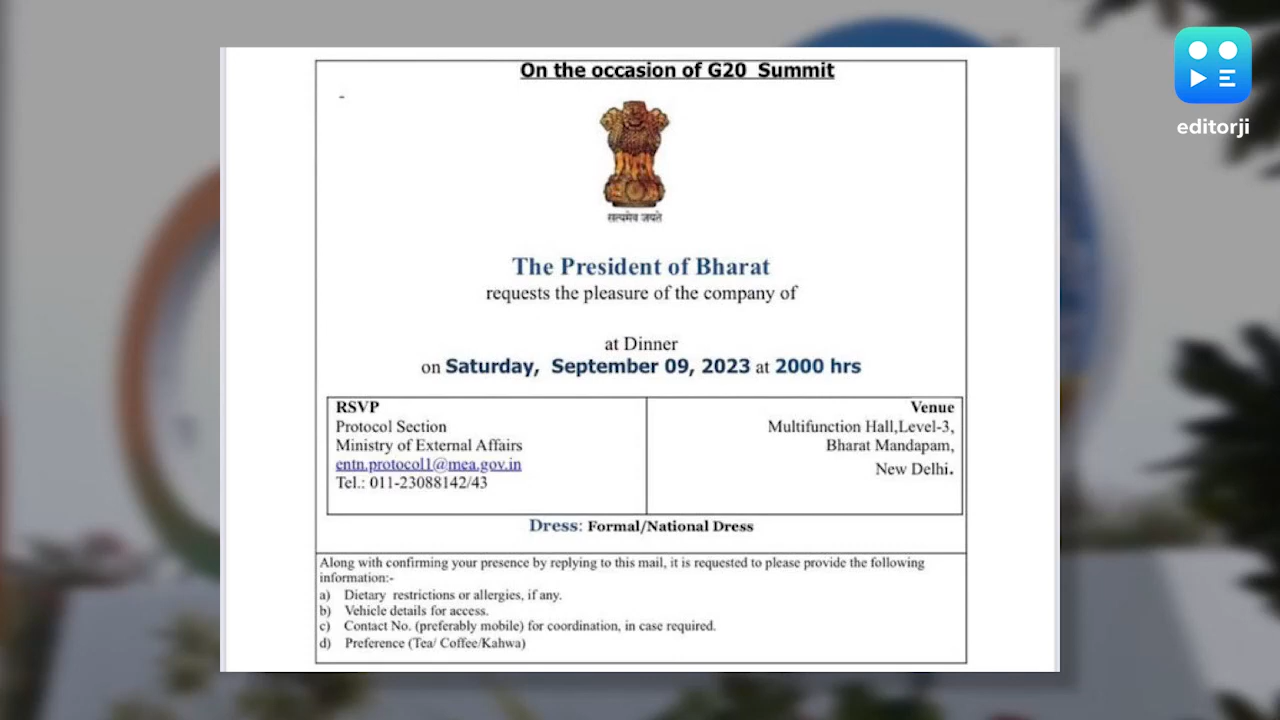 On the occasion of G20 Summit
-
सत्यमेव जयते
The President of Bharat
requests the pleasure of the company of
at Dinner
on Saturday, September 09, 2023 at 2000 hrs
RSVP
Protocol Section
Ministry of External Affairs
entn.protocol1@mea.gov.in
Tel.: 011-23088142/43
Venue
Multifunction Hall,Level-3,
Bharat Mandapam,
New Delhi.
Dress: Formal/National Dress
Along with confirming your presence by replying to this mail, it is requested to please provide the following
information:-
a) Dietary restrictions or allergies, if any.
b) Vehicle details for access.
c) Contact No. (preferably mobile) for coordination, in case required.
d) Preference (Tea/ Coffee/Kahwa)
editorji